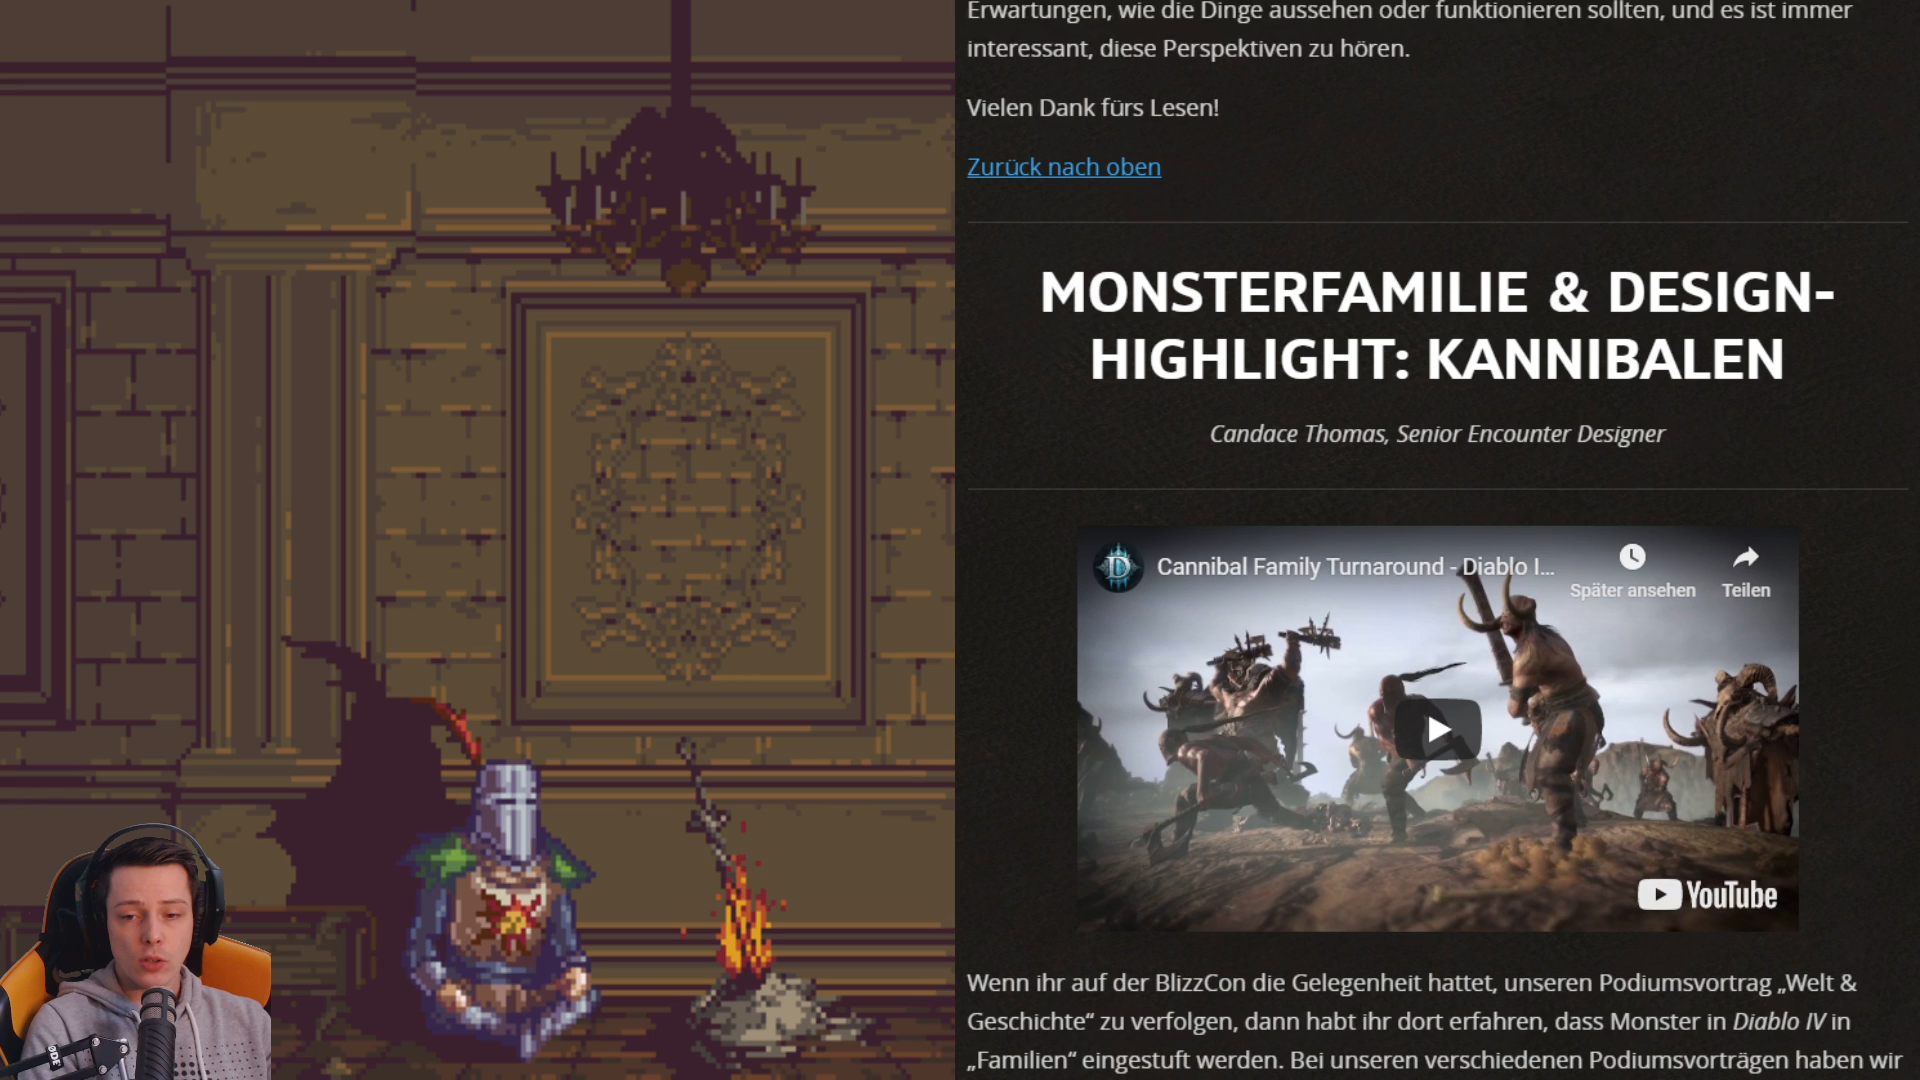 Erwartungen, wie die Dinge aussehen oder funktionieren sollten, und es ist immer
interessant, diese Perspektiven zu hören.
Vielen Dank fürs Lesen!
Zurück nach oben
MONSTERFAMILIE & DESIGN-
HIGHLIGHT: KANNIBALEN
Candace Thomas, Senior Encounter Designer
D
Cannibal Family Turnaround - Diablo I...
Später ansehen
Teilen
YouTube
Wenn ihr auf der BlizzCon die Gelegenheit hattet, unseren Podiumsvortrag „Welt &
Geschichte“ zu verfolgen, dann habt ihr dort erfahren, dass Monster in Diablo IV in
„Familien“ eingestuft werden. Bei unseren verschiedenen Podiumsvorträgen haben wir
RØDE